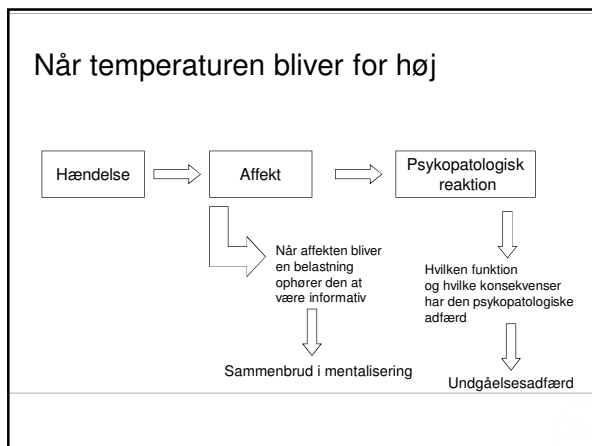 Når temperaturen bliver for høj
Hændelse
Affekt
Psykopatologisk
reaktion
Når affekten bliver
en belastning
ophører den at
være informativ
Hvilken funktion
og hvilke konsekvenser
har den psykopatologiske
adfærd
Sammenbrud i mentalisering
Undgåelsesadfærd